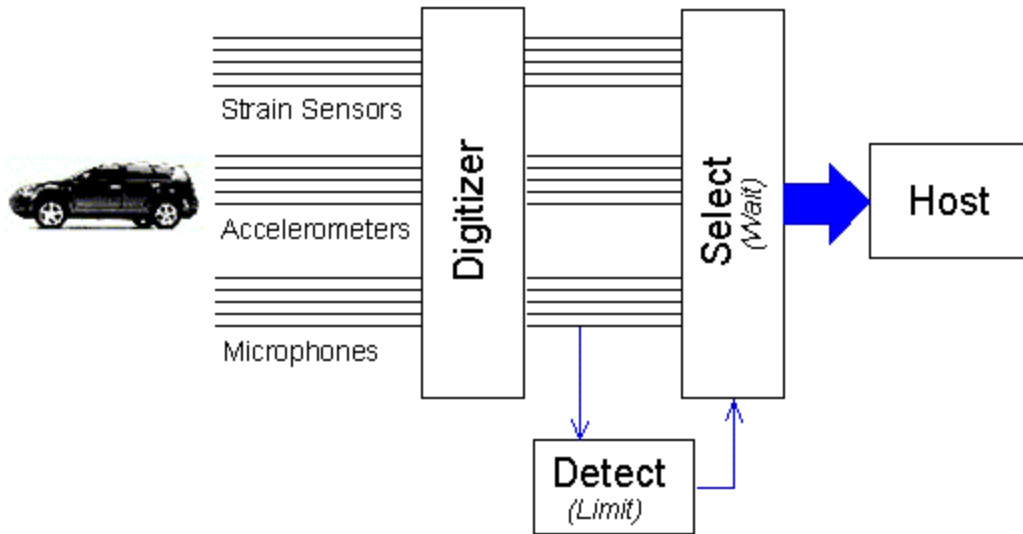 Strain Sensors
Accelerometers
Microphones
Digitizer
Select
(Wait)
Host
Detect
(Limit)